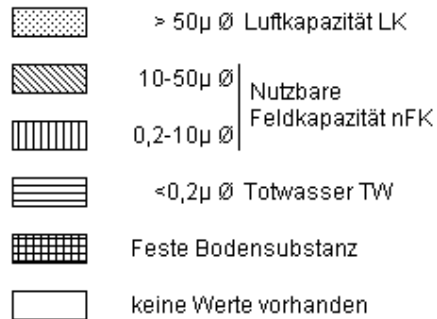 > 50µ Ø Luftkapazität LK
10-50µ Ø
Nutzbare
Feldkapazität nFK
0,2-10µ Ø
<0,2µ Ø Totwasser TW
Feste Bodensubstanz
keine Werte vorhanden